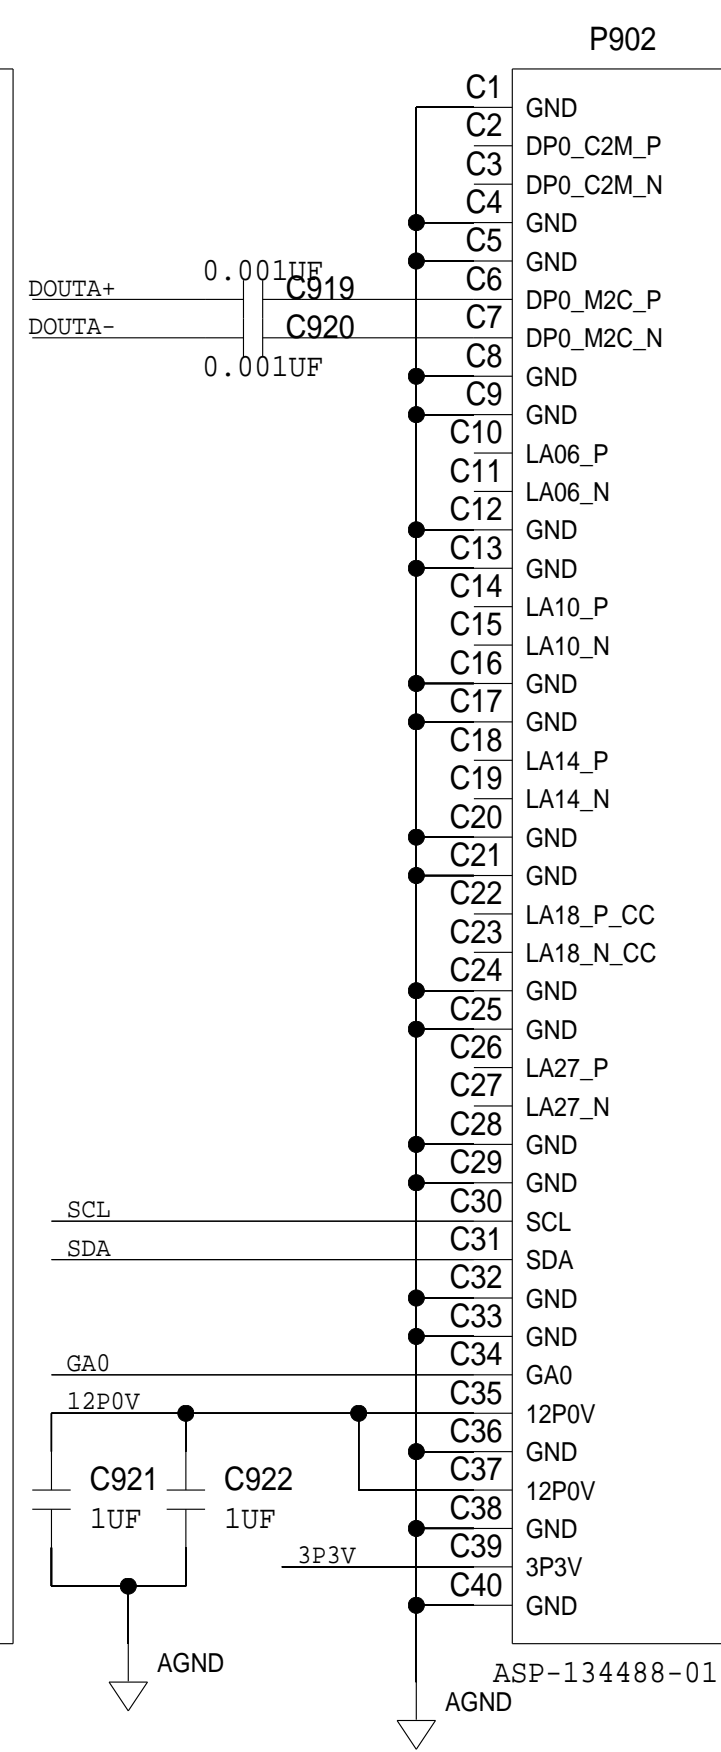 P902
C1
GND
C2
DP0_C2M_P
C3
DP0_C2M_N
C4
GND
C5
GND
0.001UF
DOUTA+
C919
C6
DP0_M2C_P
DOUTA-
C920
C7
DP0_M2C_N
0.001UF
C8
GND
C9
GND
C10
LA06_P
C11
LA06_N
C12
GND
C13
GND
C14
LA10_P
C15
LA10_N
C16
GND
C17
GND
C18
LA14_P
C19
LA14_N
C20
GND
C21
GND
C22
LA18_P_CC
C23
LA18_N_CC
C24
GND
C25
GND
C26
LA27_P
C27
LA27_N
C28
GND
C29
GND
SCL
C30
SCL
SDA
C31
SDA
C32
GND
C33
GND
GA0
C34
GA0
12P0V
C35
12P0V
C36
GND
C921
1UF
C922
1UF
C37
12P0V
C38
GND
3P3V
C39
3P3V
C40
GND
AGND
ASP-134488-01
AGND